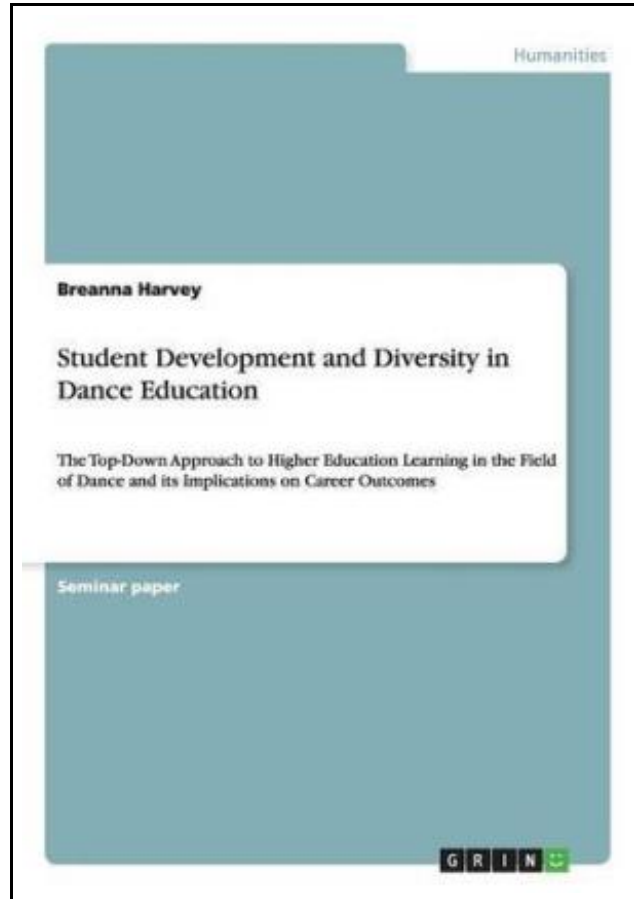 Humanities
Breanna Harvey
Student Development and Diversity in
Dance Education
The Top-Down Approach to Higher Education Learning in the Field
of Dance and its Implications on Career Outcomes
Seminar paper
GRIN